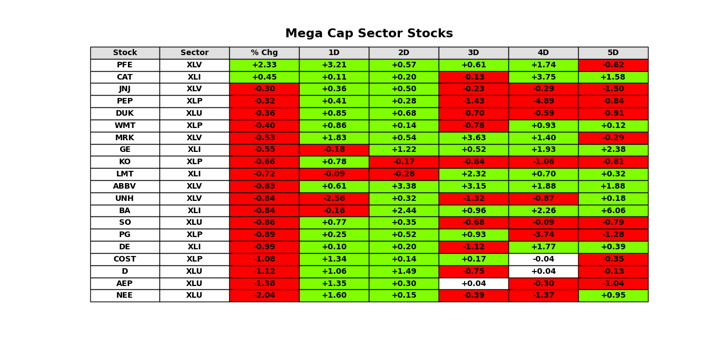 Mega Cap Sector Stocks
Stock Sector % Chg 1D 2D 3D 4D 5D
PFE XLV +2.33 +3.21 +0.57 +0.61 +1.74 -0.62
CAT XLI +0.45 +0.11 +0.20 -0.13 +3.75 +1.58
JNJ XLV -0.30 +0.36 +0.50 -0.23 -0.29 -1.50
PEP XLP -0.32 +0.41 +0.28 -1.43 -4.89 -0.84
DUK XLU -0.36 +0.85 +0.68 -0.70 -0.59 -0.91
WMT XLP -0.40 +0.86 +0.14 -0.78 +0.93 +0.12
MRK XLV -0.53 +1.83 +0.54 +3.63 +1.40 -0.29
GE XLI -0.55 -0.18 +1.22 +0.52 +1.93 +2.38
KO XLP -0.66 +0.78 -0.17 -0.64 -1.06 -0.61
LMT XLI -0.72 -0.09 -0.28 +2.32 +0.70 +0.32
ABBV XLV -0.83 +0.61 +3.38 +3.15 +1.88 +1.88
UNH XLV -0.84 -2.56 +0.32 -1.32 -0.87 +0.18
BA XLI -0.84 -0.16 +2.44 +0.96 +2.26 +6.06
SO XLU -0.86 +0.77 +0.35 -0.68 -0.09 -0.79
PG XLP -0.89 +0.25 +0.52 +0.93 -3.74 -1.28
DE XLI -0.99 +0.10 +0.20 -1.12 +1.77 +0.39
COST XLP -1.08 +1.34 +0.14 +0.17 -0.04 -0.35
D XLU -1.12 +1.06 +1.49 -0.75 +0.04 -0.13
AEP XLU -1.38 +1.35 +0.30 +0.04 -0.30 -1.04
NEE XLU -2.04 +1.60 +0.15 -0.39 -1.37 +0.95